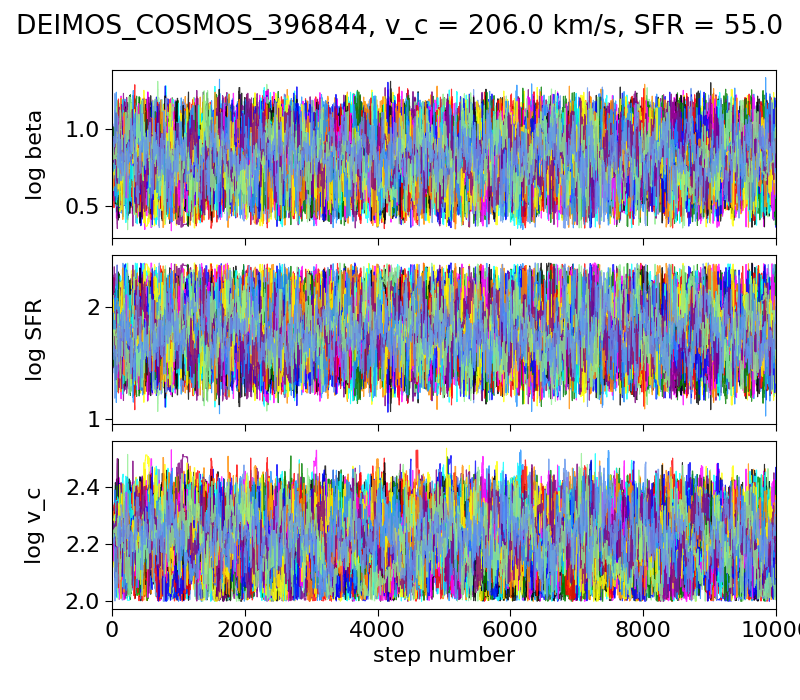 DEIMOS_COSMOS_396844, v_c = 206.0 km/s, SFR = 55.0
log beta
1.0
0.5
log SFR
2
1
log v_c
2.4
2.2
2.0
0 2000 4000 6000 8000 10000
step number